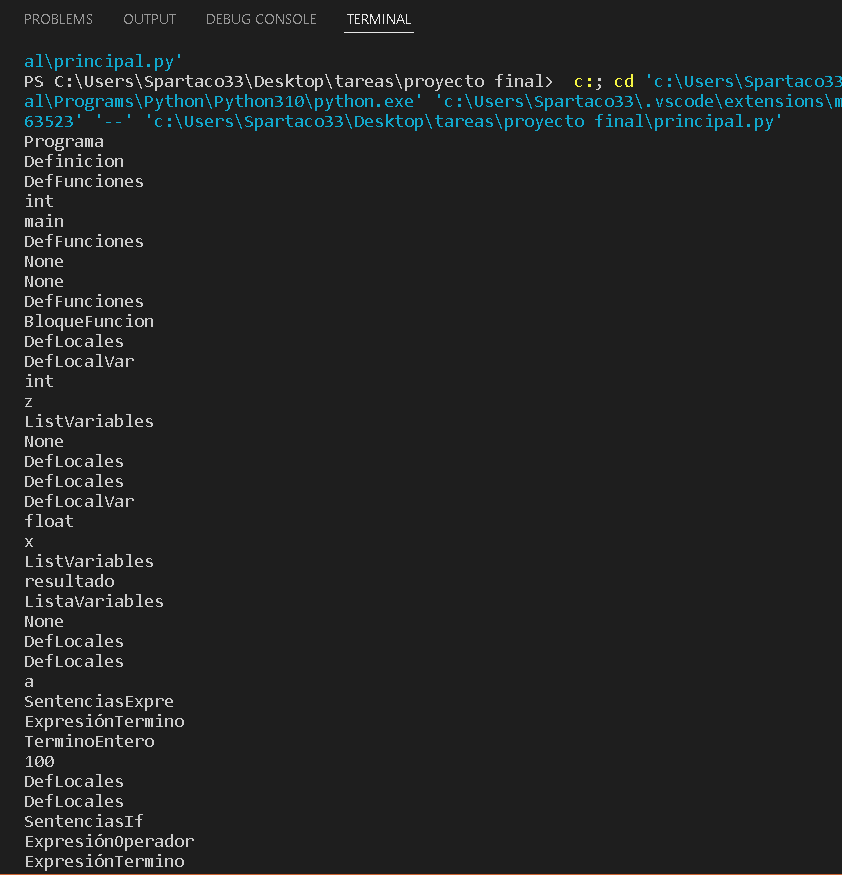 PROBLEMS OUTPUT DEBUG CONSOLE TERMINAL
al\principal.py'
PS C:\Users\Spartaco33\Desktop\tareas\proyecto final>  c:; cd 'c:\Users\Spartaco33
al\Programs\Python\Python310\python.exe' 'c:\Users\Spartaco33\.vscode\extensions\m
63523' '--' 'c:\Users\Spartaco33\Desktop\tareas\proyecto final\principal.py'
Programa
Definicion
DefFunciones
int
main
DefFunciones
None
None
DefFunciones
BloqueFuncion
DefLocales
DefLocalVar
int
z
ListVariables
None
DefLocales
DefLocales
DefLocalVar
float
x
ListVariables
resultado
ListaVariables
None
DefLocales
DefLocales
a
SentenciasExpre
ExpresiónTermino
TerminoEntero
100
DefLocales
DefLocales
SentenciasIf
ExpresiónOperador
ExpresiónTermino